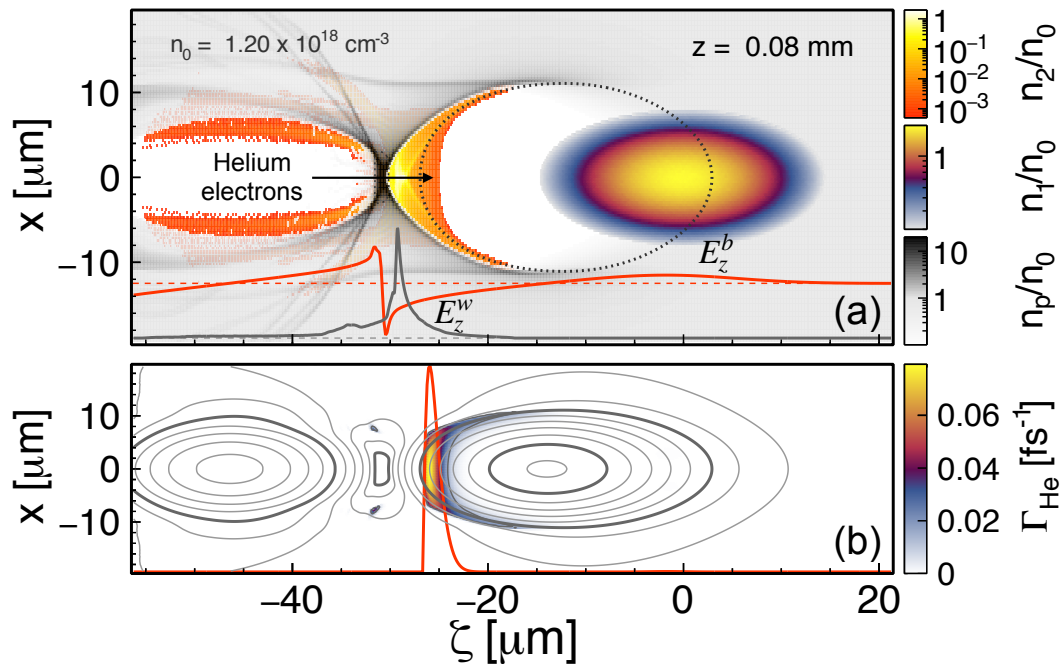 n₀ = 1.20 x 10¹⁸ cm⁻³
z = 0.08 mm
x [μm]
10
0
−10
Helium
electrons
E_z^b
E_z^w
(a)
1
10⁻¹
10⁻²
10⁻³
n₂/n₀
1
n₁/n₀
10
1
n_p/n₀
x [μm]
10
0
−10
(b)
0.06
0.04
0.02
0
Γ_He [fs⁻¹]
−40
−20
0
20
ζ [μm]